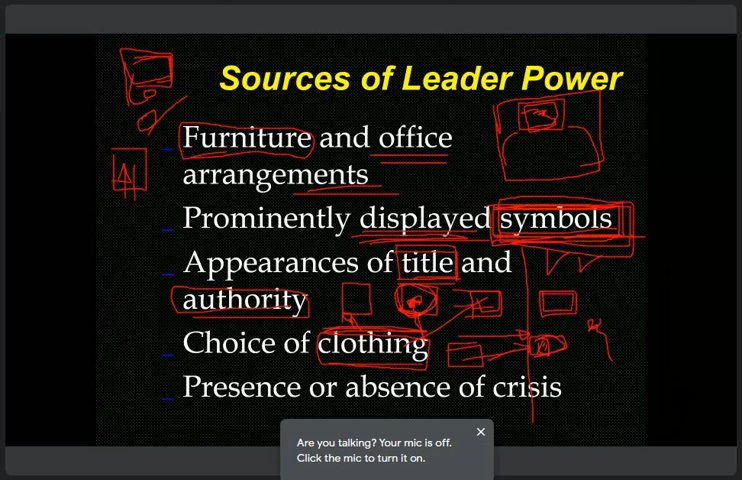 Sources of Leader Power
Furniture and office
arrangements
Prominently displayed symbols
Appearances of title and
authority
Choice of clothing
Presence or absence of crisis
Are you talking? Your mic is off.
Click the mic to turn it on.